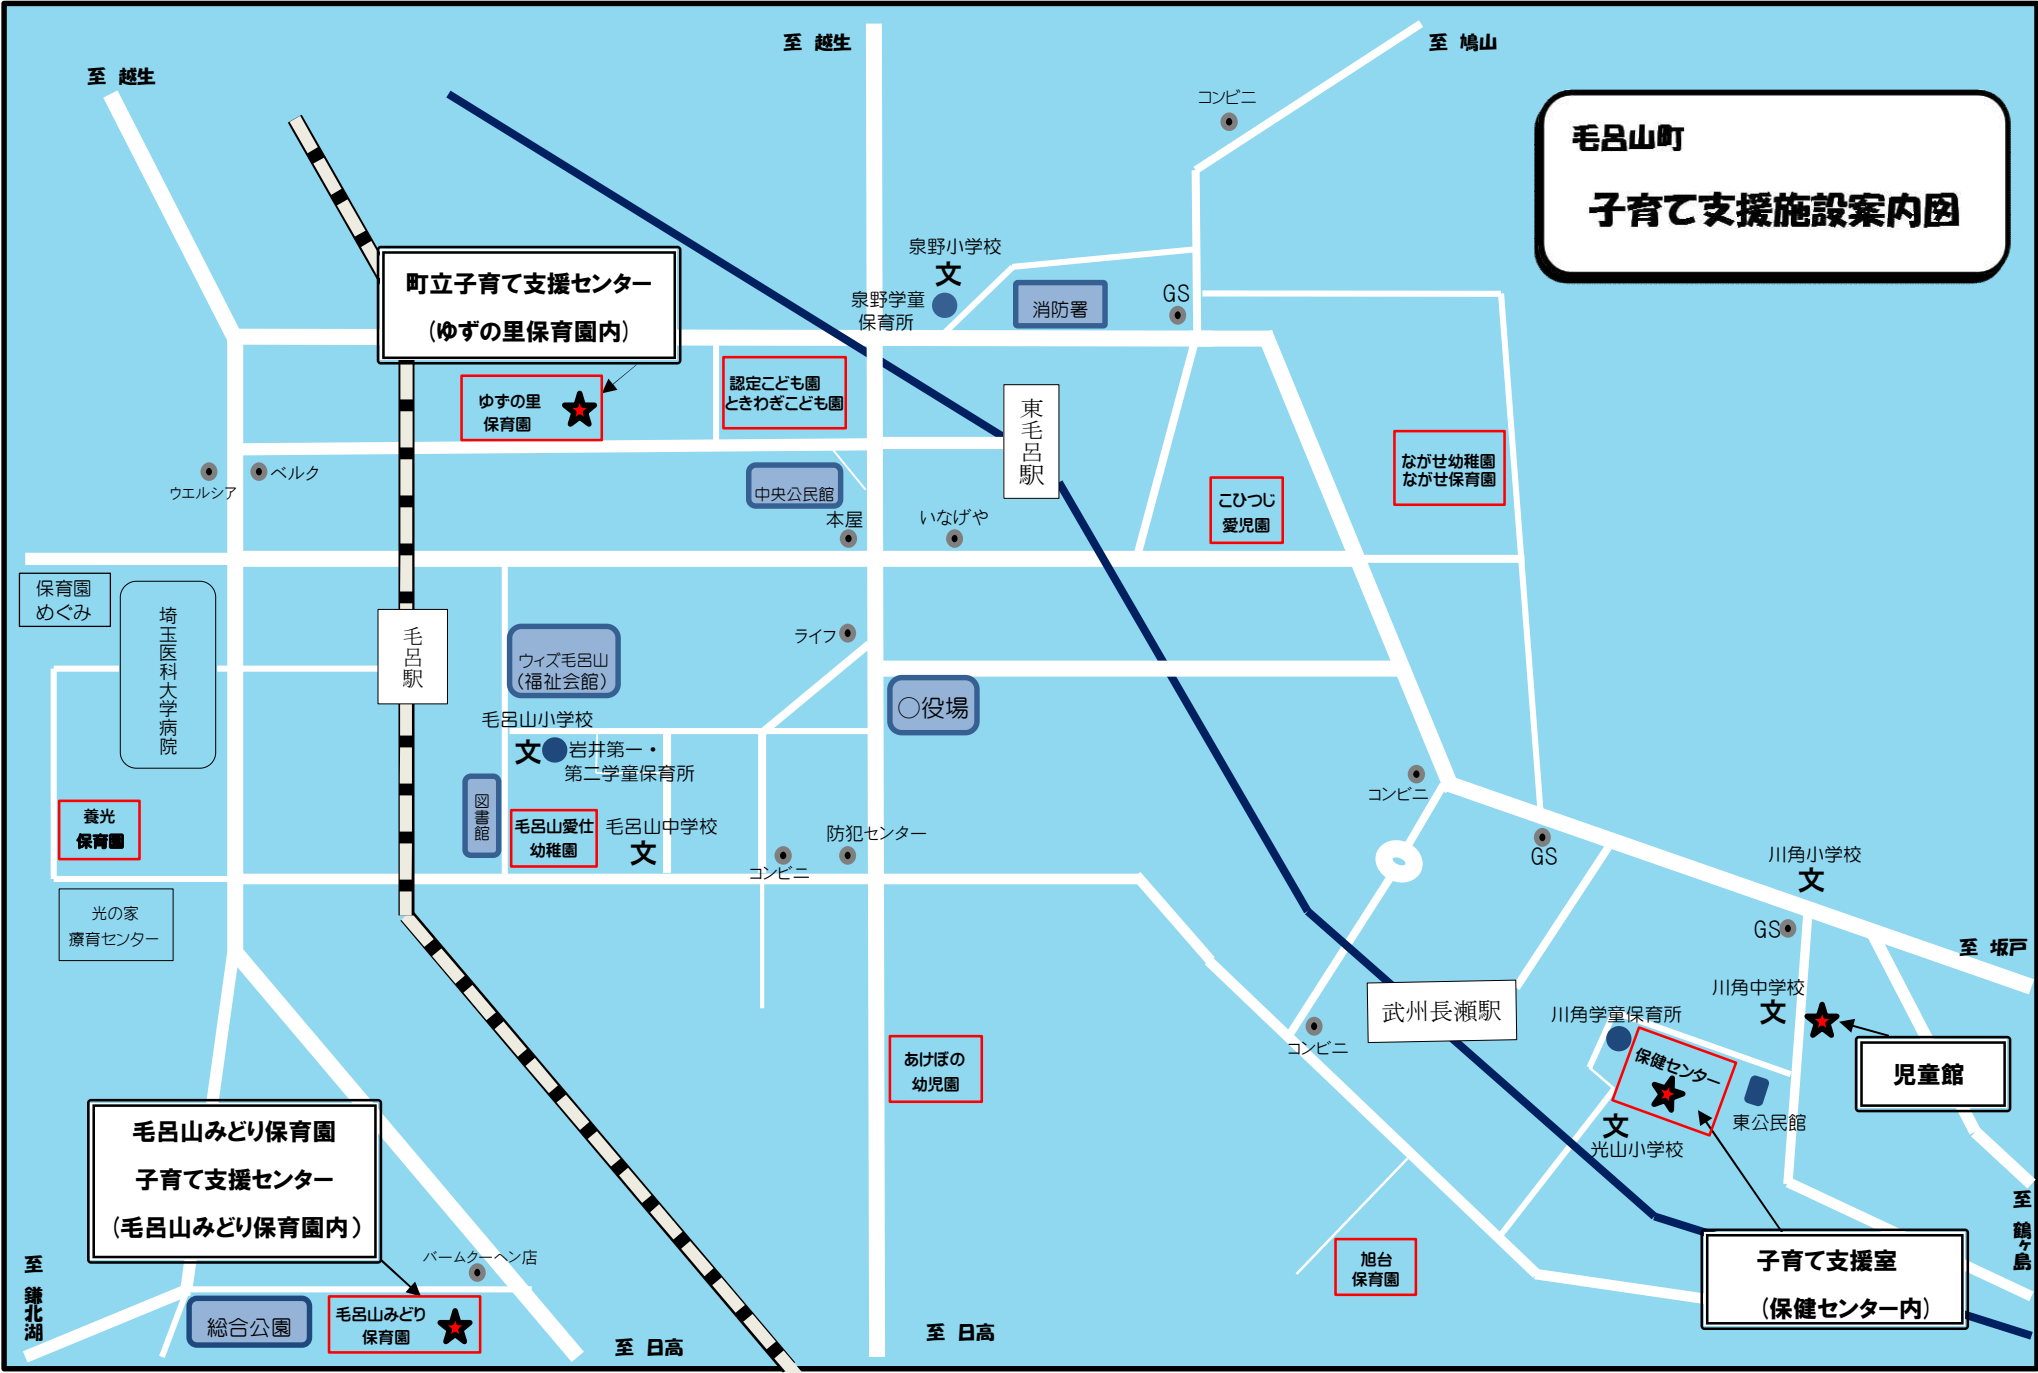 至 越生
至 越生
至 鳩山
コンビニ
毛呂山町
子育て支援施設案内図
町立子育て支援センター
(ゆずの里保育園内)
泉野小学校
文
泉野学童
保育所
消防署
GS
ゆずの里
保育園
認定こども園
ときわぎこども園
東毛呂駅
ながせ幼稚園
ながせ保育園
こひつじ
愛児園
ウエルシア
ベルク
中央公民館
本屋
いなげや
保育園
めぐみ
埼玉医科大学病院
毛呂駅
ウィズ毛呂山
(福祉会館)
ライフ
〇役場
毛呂山小学校
文
岩井第一・
第二学童保育所
図書館
毛呂山愛仕
幼稚園
毛呂山中学校
文
防犯センター
コンビニ
コンビニ
GS
養光
保育園
光の家
療育センター
川角小学校
文
GS
至 坂戸
川角中学校
文
武州長瀬駅
コンビニ
川角学童保育所
保健センター
児童館
東公民館
文
光山小学校
あけぼの
幼児園
毛呂山みどり保育園
子育て支援センター
(毛呂山みどり保育園内)
バームクーヘン店
至 鎌北湖
総合公園
毛呂山みどり
保育園
至 日高
至 日高
旭台
保育園
子育て支援室
(保健センター内)
至 鶴ヶ島